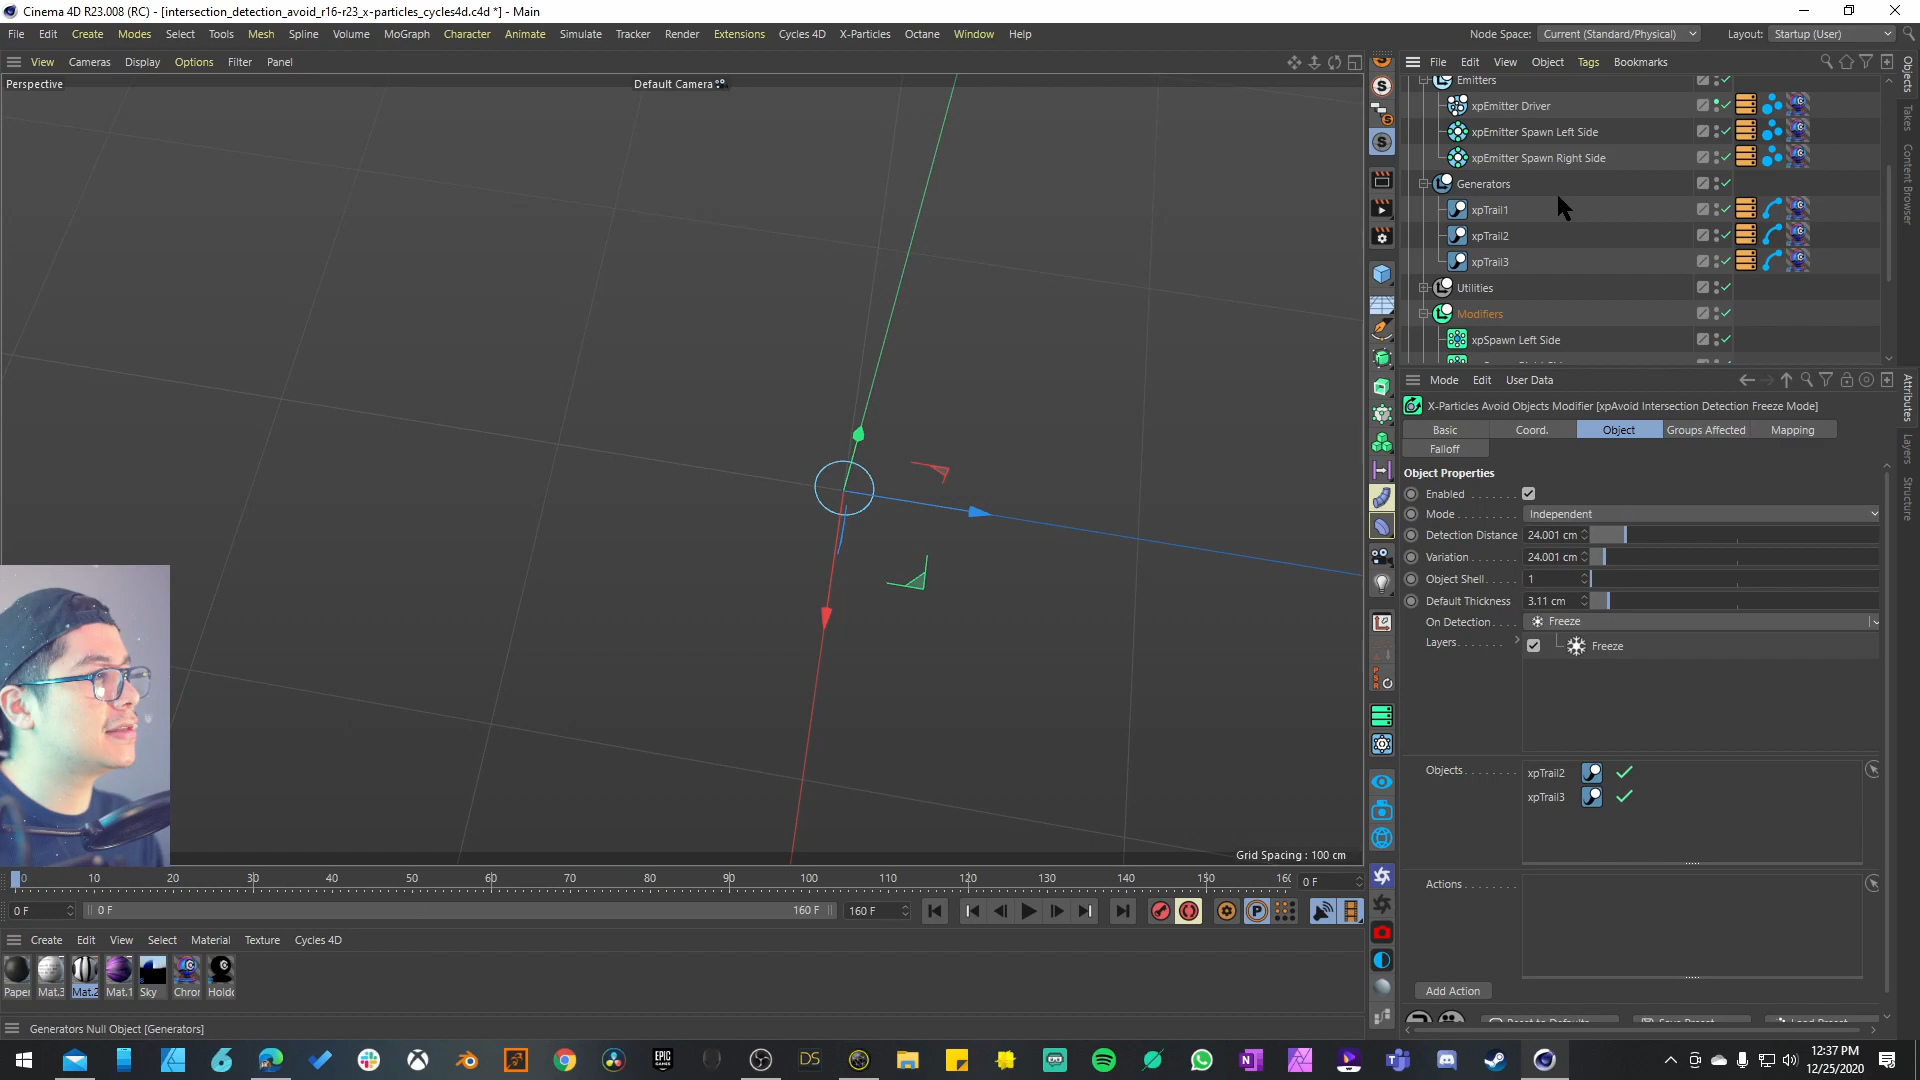 Cinema 4D R23.008 (RC) - [intersection_detection_avoid_r16-r23_x-particles_cycles4d.c4d *] - Main
File Edit Create Modes Select Tools Mesh Spline Volume MoGraph Character Animate Simulate Tracker Render Extensions Cycles 4D X-Particles Octane Window Help
Node Space: Current (Standard/Physical) Layout: Startup (User)
View Cameras Display Options Filter Panel
File Edit View Object Tags Bookmarks
Perspective
Default Camera
Emitters
xpEmitter Driver
xpEmitter Spawn Left Side
xpEmitter Spawn Right Side
Generators
xpTrail1
xpTrail2
xpTrail3
Utilities
Modifiers
xpSpawn Left Side
Objects
Takes
Content Browser
Mode Edit User Data
X-Particles Avoid Objects Modifier [xpAvoid Intersection Detection Freeze Mode]
Basic Coord. Object Groups Affected Mapping
Falloff
Attributes
Layers
Structure
Object Properties
Enabled
Mode Independent
Detection Distance 24.001 cm
Variation 24.001 cm
Object Shell 1
Default Thickness 3.11 cm
On Detection Freeze
Layers Freeze
Objects xpTrail2
xpTrail3
Actions
Add Action
Reset to Defaults Save Preset Load Preset
Grid Spacing : 100 cm
0 10 20 30 40 50 60 70 80 90 100 110 120 130 140 150 160 0 F
0 F 0 F 160 F 160 F
Create Edit View Select Material Texture Cycles 4D
Paper Mat.3 Mat.2 Mat.1 Sky Chror Holdo
Generators Null Object [Generators]
12:37 PM
12/25/2020